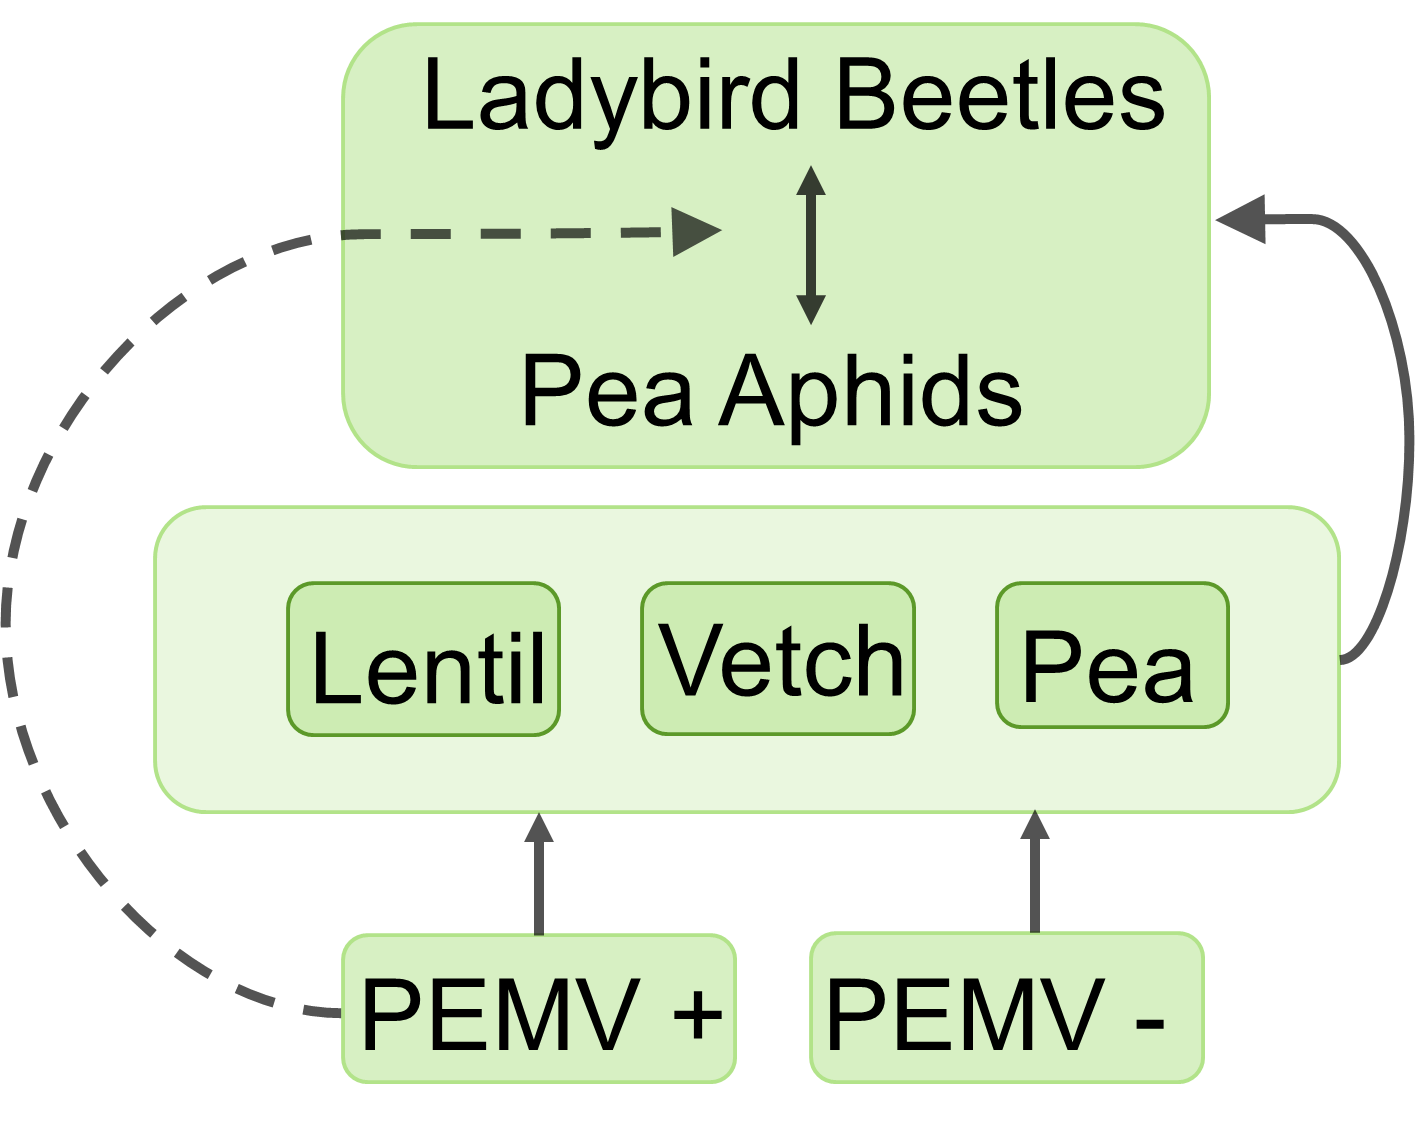 Ladybird Beetles
Pea Aphids
Lentil
Vetch
Pea
PEMV +
PEMV -